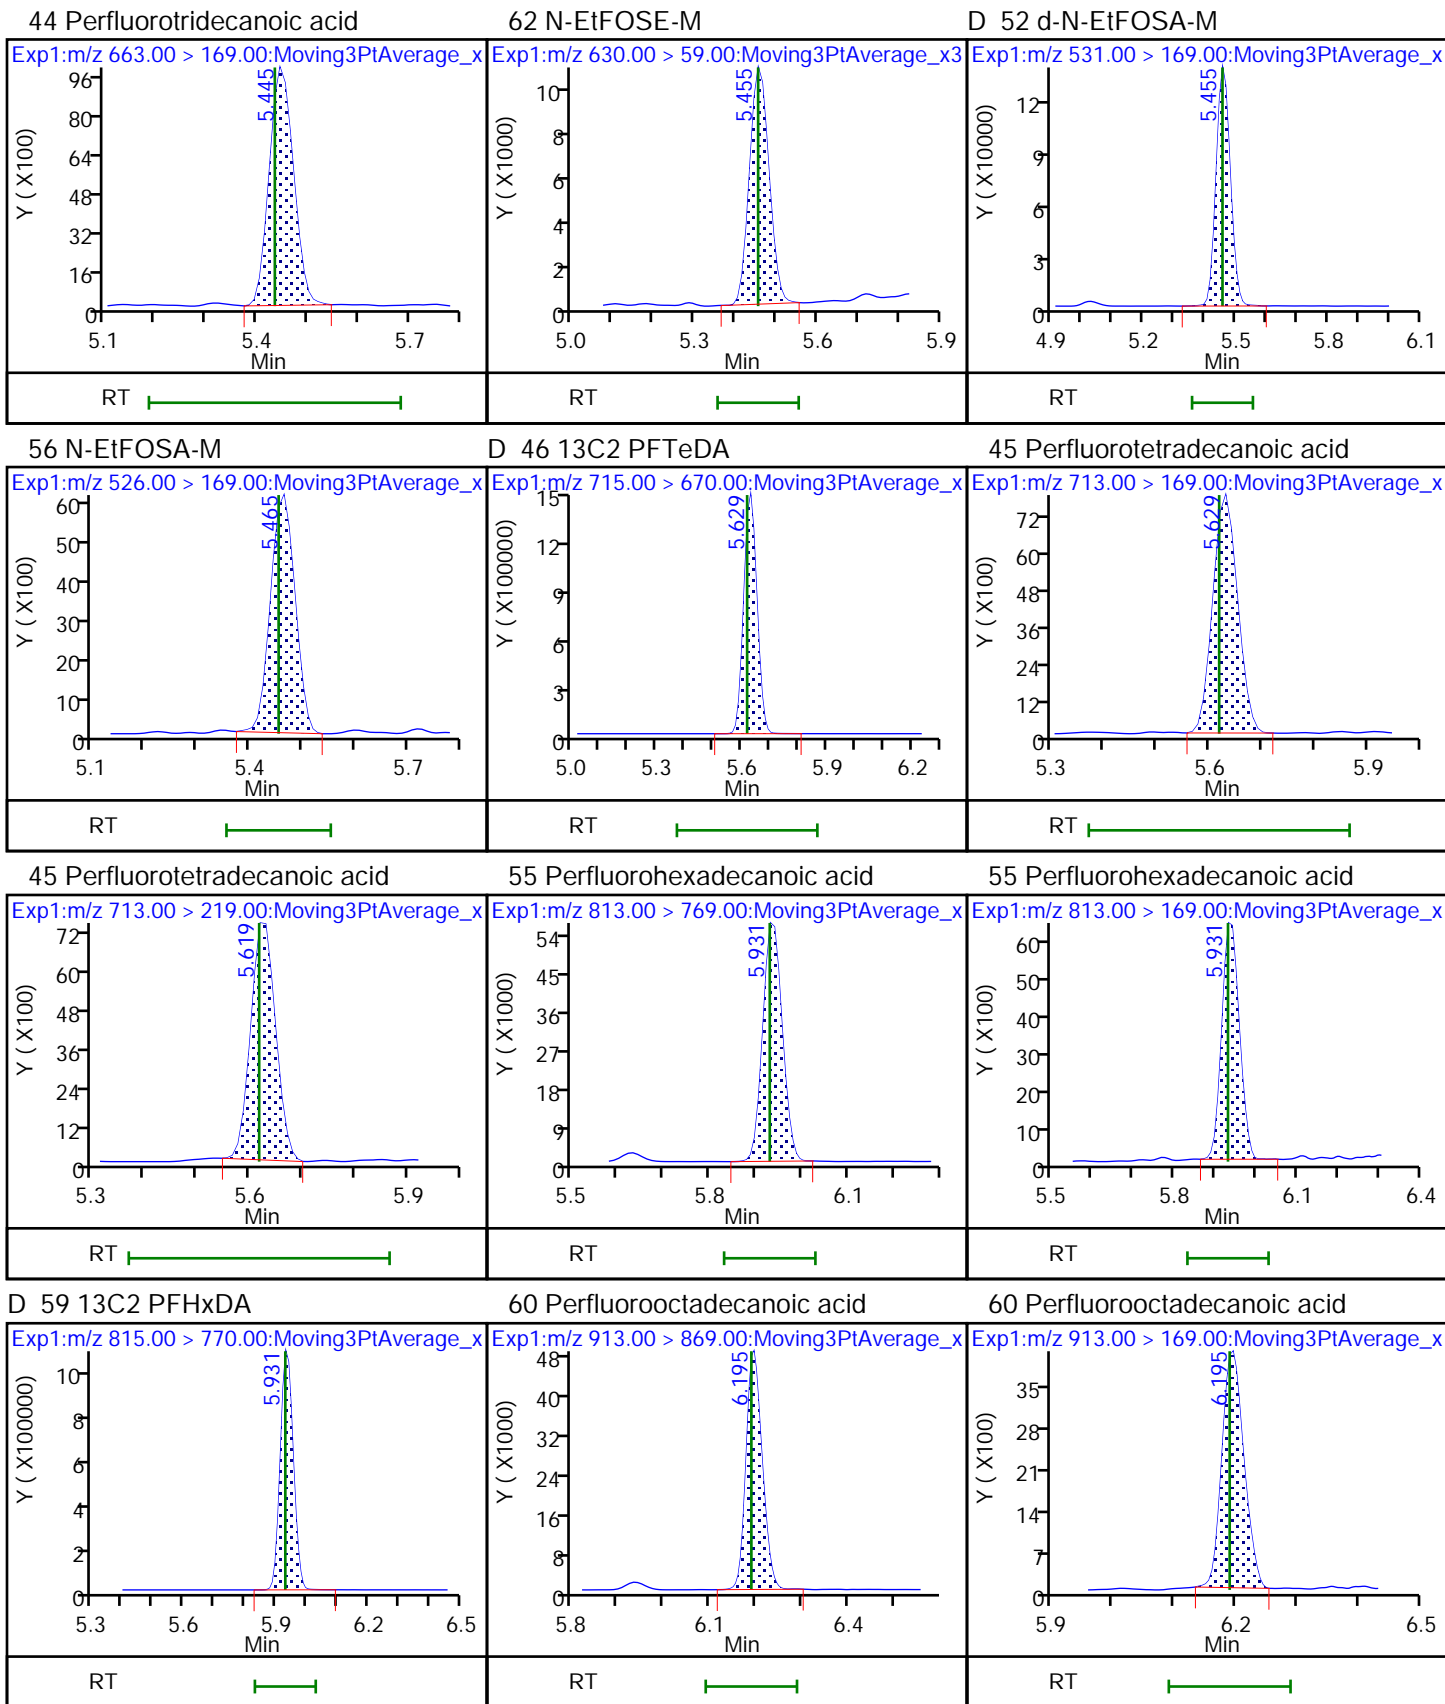 44 Perfluorotridecanoic acid
Exp1:m/z 663.00 > 169.00:Moving3PtAverage_x
5.445
Y ( X100)
96
80
64
48
32
16
0
5.1 5.4 5.7
Min
RT
62 N-EtFOSE-M
Exp1:m/z 630.00 > 59.00:Moving3PtAverage_x3
5.455
Y ( X1000)
10
8
6
4
2
0
5.0 5.3 5.6 5.9
Min
RT
D 52 d-N-EtFOSA-M
Exp1:m/z 531.00 > 169.00:Moving3PtAverage_x
5.455
Y ( X10000)
12
9
6
3
0
4.9 5.2 5.5 5.8 6.1
Min
RT
56 N-EtFOSA-M
Exp1:m/z 526.00 > 169.00:Moving3PtAverage_x
5.465
Y ( X100)
60
50
40
30
20
10
0
5.1 5.4 5.7
Min
RT
D 46 13C2 PFTeDA
Exp1:m/z 715.00 > 670.00:Moving3PtAverage_x
5.629
Y ( X100000)
15
12
9
6
3
0
5.0 5.3 5.6 5.9 6.2
Min
RT
45 Perfluorotetradecanoic acid
Exp1:m/z 713.00 > 169.00:Moving3PtAverage_x
5.629
Y ( X100)
72
60
48
36
24
12
0
5.3 5.6 5.9
Min
RT
45 Perfluorotetradecanoic acid
Exp1:m/z 713.00 > 219.00:Moving3PtAverage_x
5.619
Y ( X100)
72
60
48
36
24
12
0
5.3 5.6 5.9
Min
RT
55 Perfluorohexadecanoic acid
Exp1:m/z 813.00 > 769.00:Moving3PtAverage_x
5.931
Y ( X1000)
54
45
36
27
18
9
0
5.5 5.8 6.1
Min
RT
55 Perfluorohexadecanoic acid
Exp1:m/z 813.00 > 169.00:Moving3PtAverage_x
5.931
Y ( X100)
60
50
40
30
20
10
0
5.5 5.8 6.1 6.4
Min
RT
D 59 13C2 PFHxDA
Exp1:m/z 815.00 > 770.00:Moving3PtAverage_x
5.931
Y ( X100000)
10
8
6
4
2
0
5.3 5.6 5.9 6.2 6.5
Min
RT
60 Perfluorooctadecanoic acid
Exp1:m/z 913.00 > 869.00:Moving3PtAverage_x
6.195
Y ( X1000)
48
40
32
24
16
8
0
5.8 6.1 6.4
Min
RT
60 Perfluorooctadecanoic acid
Exp1:m/z 913.00 > 169.00:Moving3PtAverage_x
6.195
Y ( X100)
35
28
21
14
7
0
5.9 6.2 6.5
Min
RT